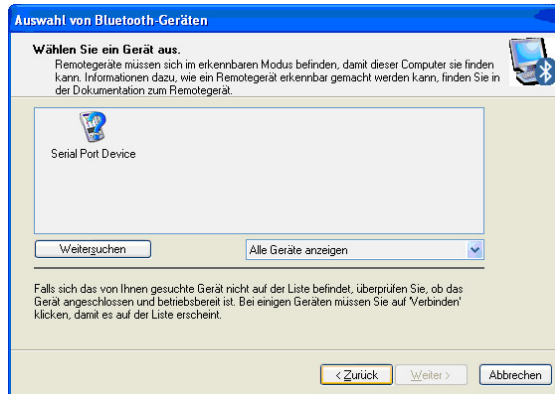 Auswahl von Bluetooth-Geräten
Wählen Sie ein Gerät aus.
Remotegeräte müssen sich im erkennbaren Modus befinden, damit dieser Computer sie finden
kann. Informationen dazu, wie ein Remotegerät erkennbar gemacht werden kann, finden Sie in
der Dokumentation zum Remotegerät.
Serial Port Device
Weitersuchen
Alle Geräte anzeigen
Falls sich das von Ihnen gesuchte Gerät nicht auf der Liste befindet, überprüfen Sie, ob das
Gerät angeschlossen und betriebsbereit ist. Bei einigen Geräten müssen Sie auf 'Verbinden'
klicken, damit es auf der Liste erscheint.
< Zurück Weiter > Abbrechen